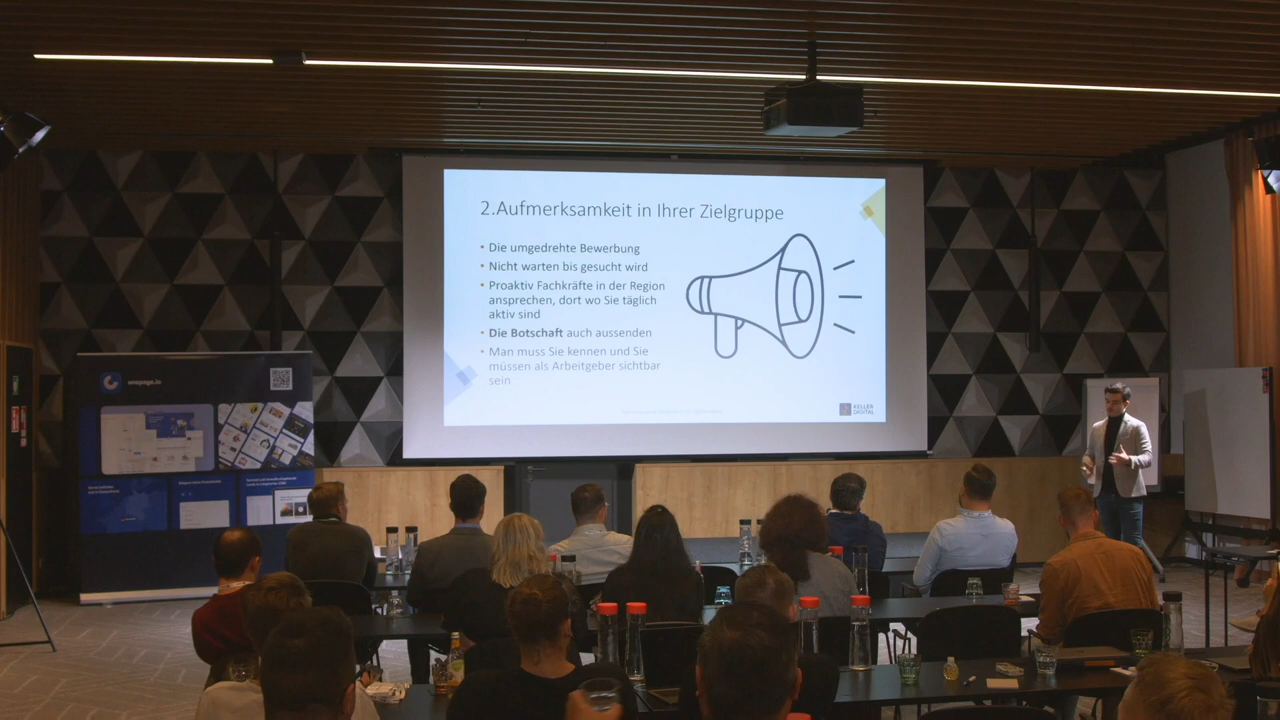 2.Aufmerksamkeit in Ihrer Zielgruppe
• Die umgedrehte Bewerbung
• Nicht warten bis gesucht wird
• Proaktiv Fachkräfte in der Region
ansprechen, dort wo Sie täglich
aktiv sind
• Die Botschaft auch aussenden
• Man muss Sie kennen und Sie
müssen als Arbeitgeber sichtbar
sein
KELLER
DIGITAL
onepage.io